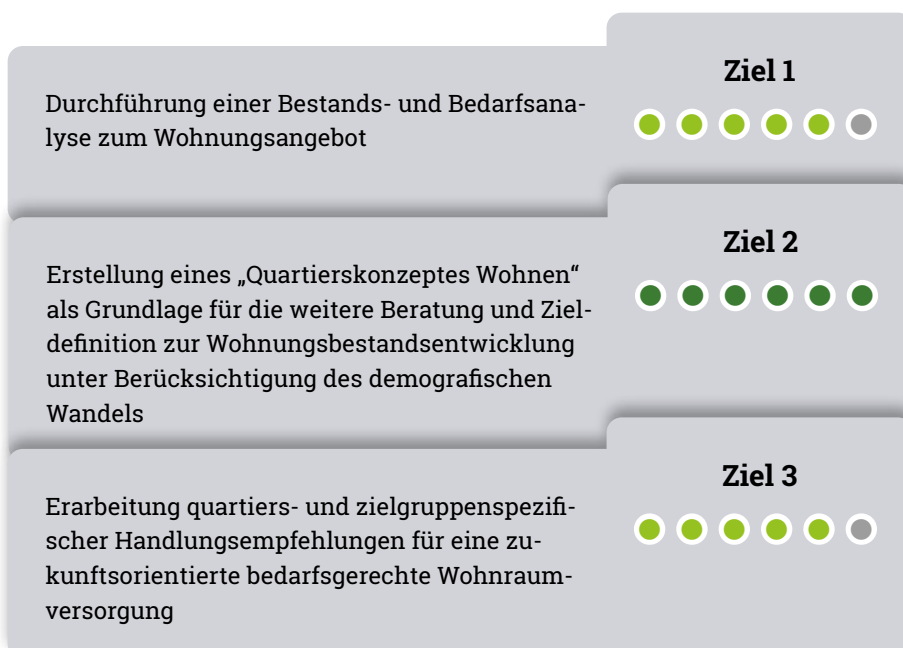 Ziel 1
Durchführung einer Bestands- und Bedarfsana-
lyse zum Wohnungsangebot
Ziel 2
Erstellung eines „Quartierskonzeptes Wohnen“
als Grundlage für die weitere Beratung und Ziel-
definition zur Wohnungsbestandsentwicklung
unter Berücksichtigung des demografischen
Wandels
Ziel 3
Erarbeitung quartiers- und zielgruppenspezifi-
scher Handlungsempfehlungen für eine zu-
kunftsorientierte bedarfsgerechte Wohnraum-
versorgung